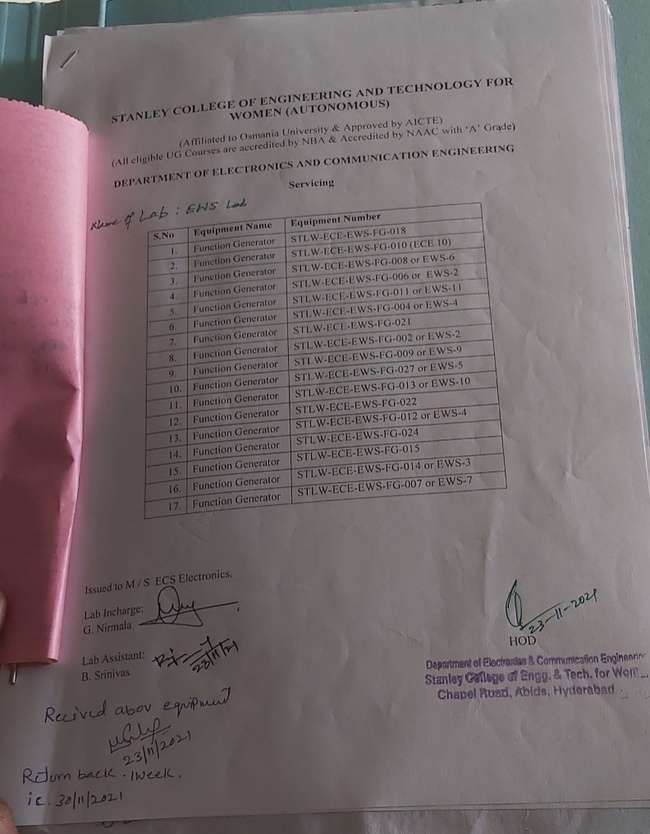 STANLEY COLLEGE OF ENGINEERING AND TECHNOLOGY FOR
WOMEN (AUTONOMOUS)
(Affiliated to Osmania University & Approved by AICTE)
(All eligible UG Courses are accredited by NBA & Accredited by NAAC with 'A' Grade)
DEPARTMENT OF ELECTRONICS AND COMMUNICATION ENGINEERING
Servicing
Name of Lab : EWS Lab
S.No Equipment Name Equipment Number
1. Function Generator STLW-ECE-EWS-FG-018
2. Function Generator STLW-ECE-EWS-FG-010 (ECE 10)
3. Function Generator STLW-ECE-EWS-FG-008 or EWS-6
4. Function Generator STLW-ECE-EWS-FG-006 or EWS-2
5. Function Generator STLW-ECE-EWS-FG-011 or EWS-11
6. Function Generator STLW-ECE-EWS-FG-004 or EWS-4
7. Function Generator STLW-ECE-EWS-FG-021
8. Function Generator STLW-ECE-EWS-FG-002 or EWS-2
9. Function Generator STLW-ECE-EWS-FG-009 or EWS-9
10. Function Generator STLW-ECE-EWS-FG-027 or EWS-5
11. Function Generator STLW-ECE-EWS-FG-013 or EWS-10
12. Function Generator STLW-ECE-EWS-FG-022
13. Function Generator STLW-ECE-EWS-FG-012 or EWS-4
14. Function Generator STLW-ECE-EWS-FG-024
15. Function Generator STLW-ECE-EWS-FG-015
16. Function Generator STLW-ECE-EWS-FG-014 or EWS-3
17. Function Generator STLW-ECE-EWS-FG-007 or EWS-7
Issued to M / S ECS Electronics.
Lab Incharge:
G. Nirmala
Lab Assistant:
B. Srinivas
23/11/21
23-11-2021
HOD
Department of Electronics & Communication Engineering
Stanley College of Engg. & Tech. for Wom
Chapel Road, Abids, Hyderabad
Recived abov equipment
23/11/2021
Return back . 1week.
ic. 30/11/2021